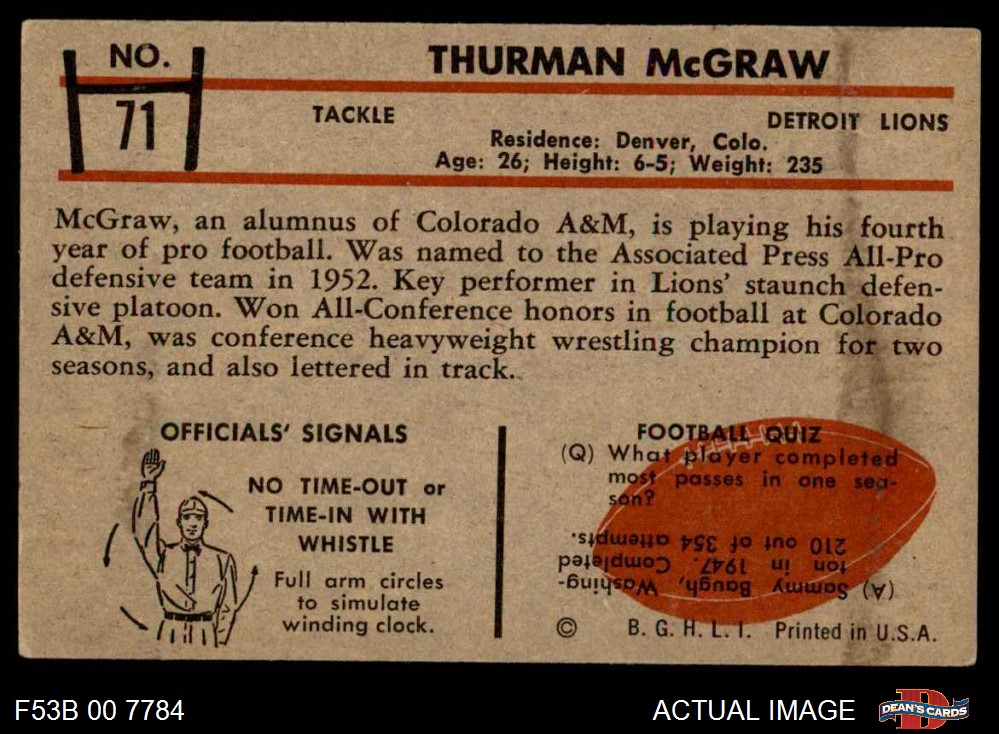 NO.
71
THURMAN McGRAW
TACKLE
DETROIT LIONS
Residence: Denver, Colo.
Age: 26; Height: 6-5; Weight: 235
McGraw, an alumnus of Colorado A&M, is playing his fourth
year of pro football. Was named to the Associated Press All-Pro
defensive team in 1952. Key performer in Lions' staunch defen-
sive platoon. Won All-Conference honors in football at Colorado
A&M, was conference heavyweight wrestling champion for two
seasons, and also lettered in track.
OFFICIALS' SIGNALS
NO TIME-OUT or
TIME-IN WITH
WHISTLE
Full arm circles
to simulate
winding clock.
FOOTBALL QUIZ
(Q) What player completed
most passes in one sea-
son?
(A) Sammy Baugh, Washing-
ton in 1947. Completed
210 out of 354 attempts.
© B. G. H. L. I. Printed in U.S.A.
F53B 00 7784
ACTUAL IMAGE
D
DEAN'S CARDS